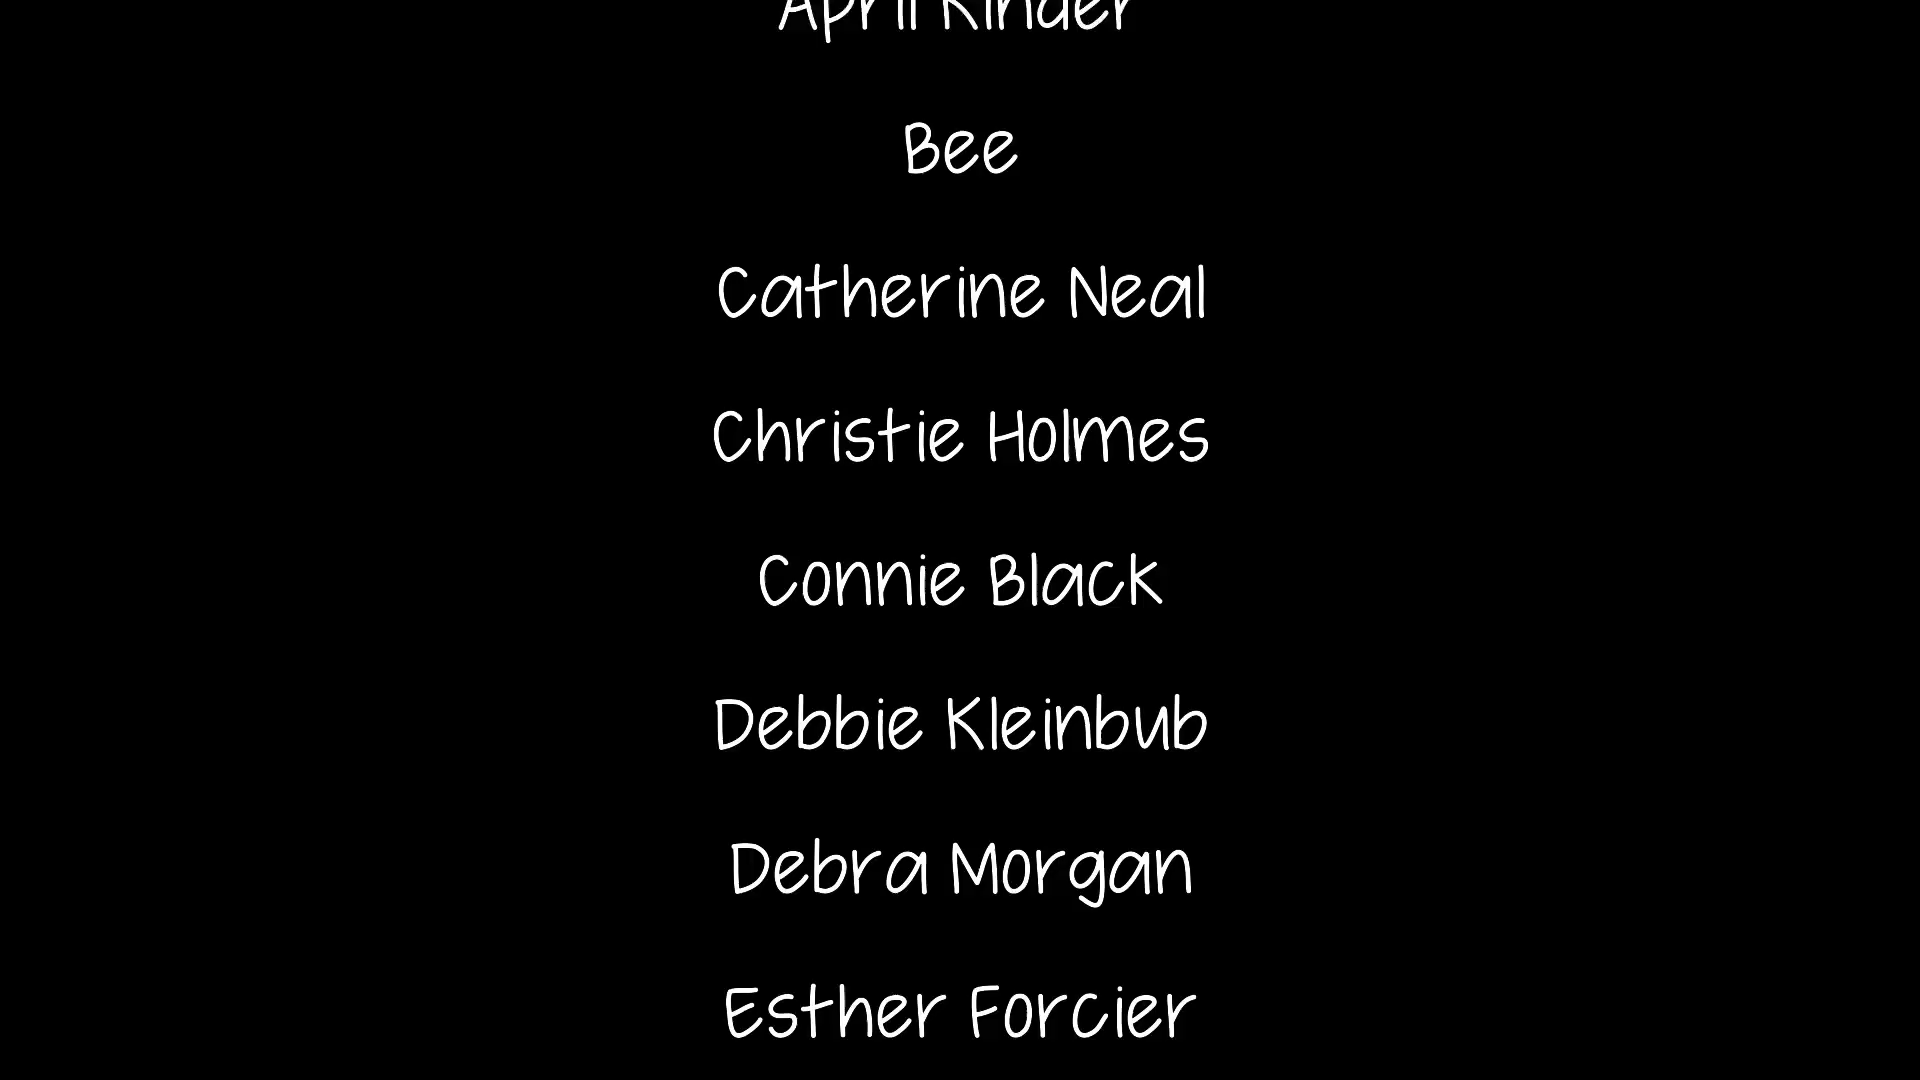 April Kinder
Bee
Catherine Neal
Christie Holmes
Connie Black
Debbie Kleinbub
Debra Morgan
Esther Forcier